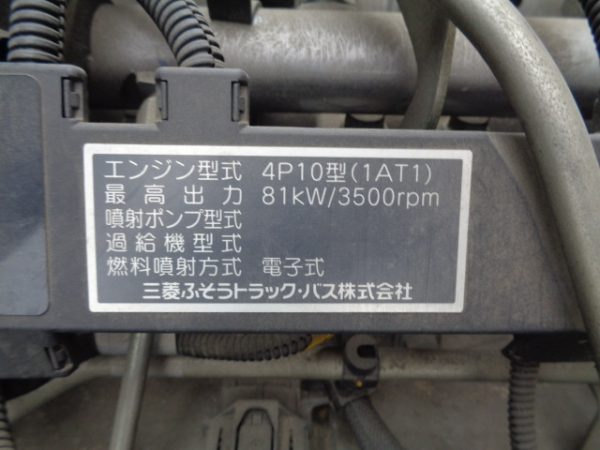 エンジン型式 4P10型(1AT1)
最高出力 81kW/3500rpm
噴射ポンプ型式
過給機型式
燃料噴射方式 電子式
三菱ふそうトラック・バス株式会社